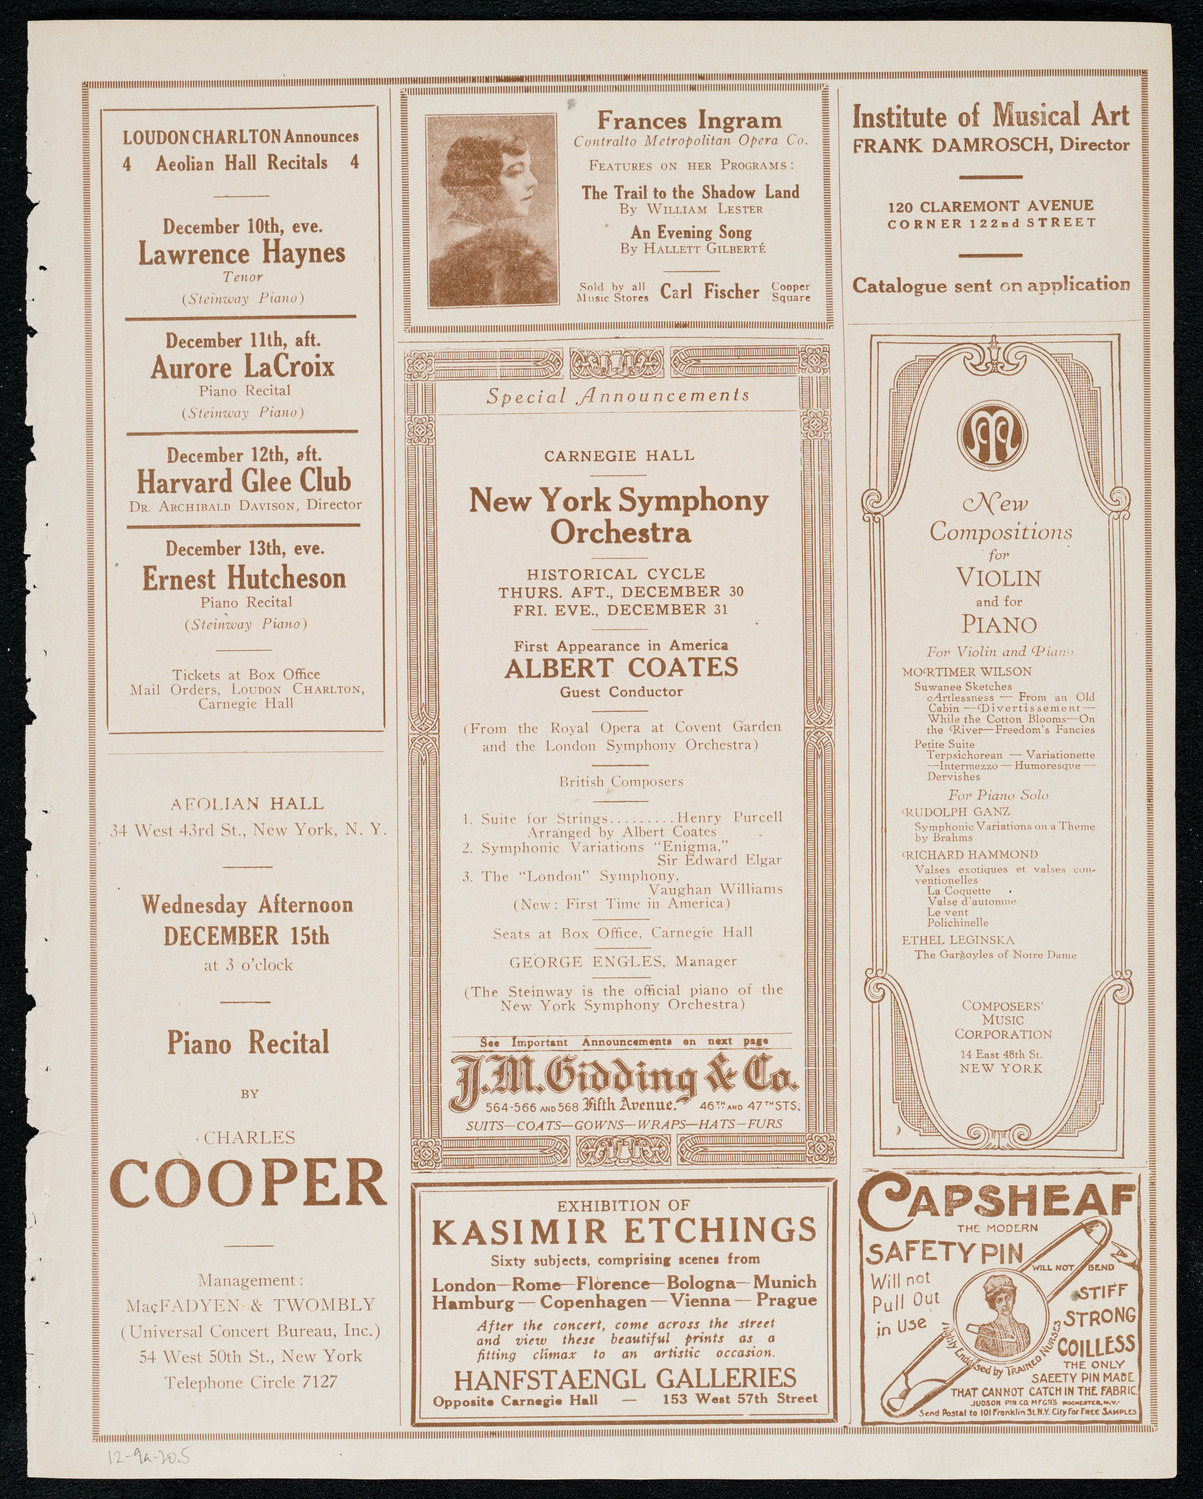 LOUDON CHARLTON Announces
4 Aeolian Hall Recitals 4
December 10th, eve.
Lawrence Haynes
Tenor
(Steinway Piano)
December 11th, aft.
Aurore LaCroix
Piano Recital
(Steinway Piano)
December 12th, aft.
Harvard Glee Club
Dr. Archibald Davison, Director
December 13th, eve.
Ernest Hutcheson
Piano Recital
(Steinway Piano)
Tickets at Box Office
Mail Orders, Loudon Charlton,
Carnegie Hall
AEOLIAN HALL
34 West 43rd St., New York, N. Y.
Wednesday Afternoon
DECEMBER 15th
at 3 o'clock
Piano Recital
BY
CHARLES
COOPER
Management:
MacFADYEN & TWOMBLY
(Universal Concert Bureau, Inc.)
54 West 50th St., New York
Telephone Circle 7127
Frances Ingram
Contralto Metropolitan Opera Co.
Features on her Programs:
The Trail to the Shadow Land
By William Lester
An Evening Song
By Hallett Gilberté
Sold by all Music Stores Carl Fischer Cooper Square
Special Announcements
CARNEGIE HALL
New York Symphony
Orchestra
HISTORICAL CYCLE
THURS. AFT., DECEMBER 30
FRI. EVE., DECEMBER 31
First Appearance in America
ALBERT COATES
Guest Conductor
(From the Royal Opera at Covent Garden
and the London Symphony Orchestra)
British Composers
1. Suite for Strings.........Henry Purcell
Arranged by Albert Coates
2. Symphonic Variations "Enigma,"
Sir Edward Elgar
3. The "London" Symphony,
Vaughan Williams
(New: First Time in America)
Seats at Box Office, Carnegie Hall
GEORGE ENGLES, Manager
(The Steinway is the official piano of the
New York Symphony Orchestra)
See Important Announcements on next page
J.M. Gidding & Co.
564-566 AND 568 Fifth Avenue. 46TH AND 47TH STS.
SUITS—COATS—GOWNS—WRAPS—HATS—FURS
EXHIBITION OF
KASIMIR ETCHINGS
Sixty subjects, comprising scenes from
London—Rome—Florence—Bologna—Munich
Hamburg—Copenhagen—Vienna—Prague
After the concert, come across the street
and view these beautiful prints as a
fitting climax to an artistic occasion.
HANFSTAENGL GALLERIES
Opposite Carnegie Hall — 153 West 57th Street
Institute of Musical Art
FRANK DAMROSCH, Director
120 CLAREMONT AVENUE
CORNER 122nd STREET
Catalogue sent on application
New
Compositions
for
VIOLIN
and for
PIANO
For Violin and Piano
MORTIMER WILSON
Suwanee Sketches
Artlessness — From an Old
Cabin — Divertissement —
While the Cotton Blooms—On
the River—Freedom's Fancies
Petite Suite
Terpsichorean — Variationette
—Intermezzo—Humoresque—
Dervishes
For Piano Solo
RUDOLPH GANZ
Symphonic Variations on a Theme
by Brahms
RICHARD HAMMOND
Valses exotiques et valses con-
ventionelles
La Coquette
Valse d'automne
Le vent
Polichinelle
ETHEL LEGINSKA
The Gargoyles of Notre Dame
COMPOSERS'
MUSIC
CORPORATION
14 East 48th St.
NEW YORK
CAPSHEAF
THE MODERN
SAFETY PIN
WILL NOT BEND
Will not
Pull Out
in Use
STIFF
STRONG
COILLESS
Highly Endorsed by TRAINED NURSES
THE ONLY
SAFETY PIN MADE
THAT CANNOT CATCH IN THE FABRIC.
JUDSON PIN CO. MFGRS ROCHESTER, N.Y.
Send Postal to 101 Franklin St. N.Y. City for FREE SAMPLES